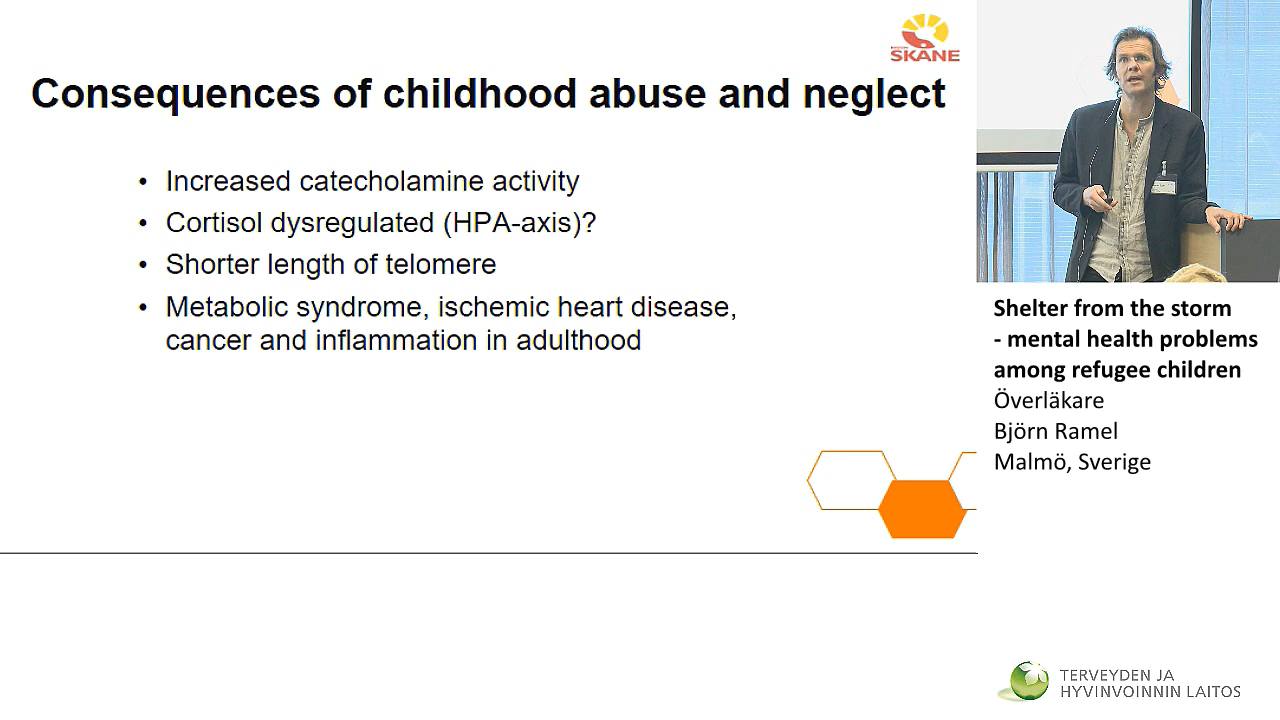 REGION
SKANE
Consequences of childhood abuse and neglect
• Increased catecholamine activity
• Cortisol dysregulated (HPA-axis)?
• Shorter length of telomere
• Metabolic syndrome, ischemic heart disease,
cancer and inflammation in adulthood
Shelter from the storm
- mental health problems
among refugee children
Överläkare
Björn Ramel
Malmö, Sverige
TERVEYDEN JA
HYVINVOINNIN LAITOS